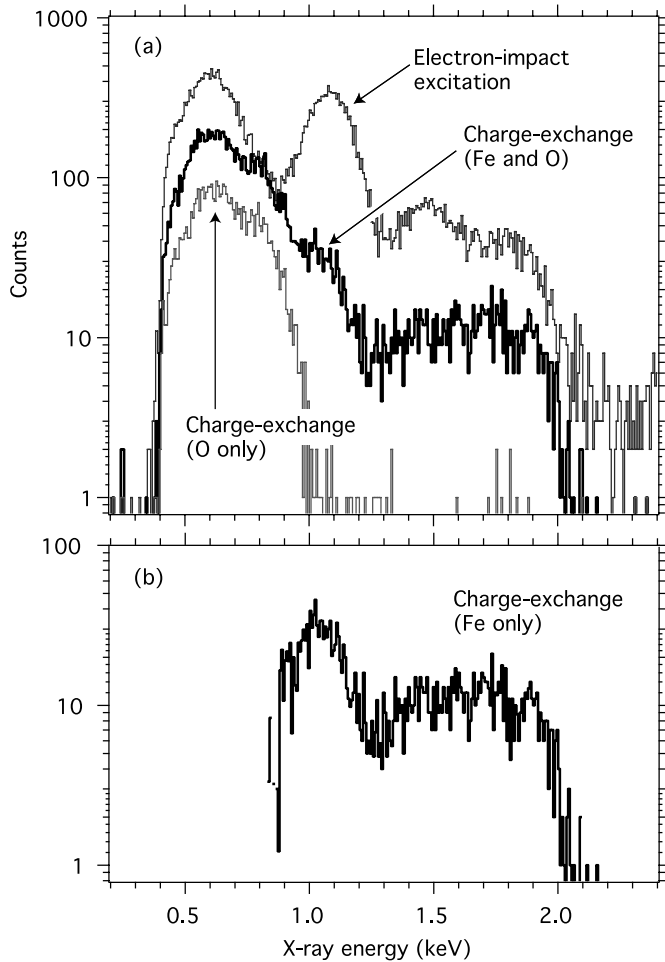 1000
(a)
Electron-impact
excitation
Charge-exchange
(Fe and O)
100
Counts
10
Charge-exchange
(O only)
1
100
(b)
Charge-exchange
(Fe only)
10
1
0.5
1.0
1.5
2.0
X-ray energy (keV)